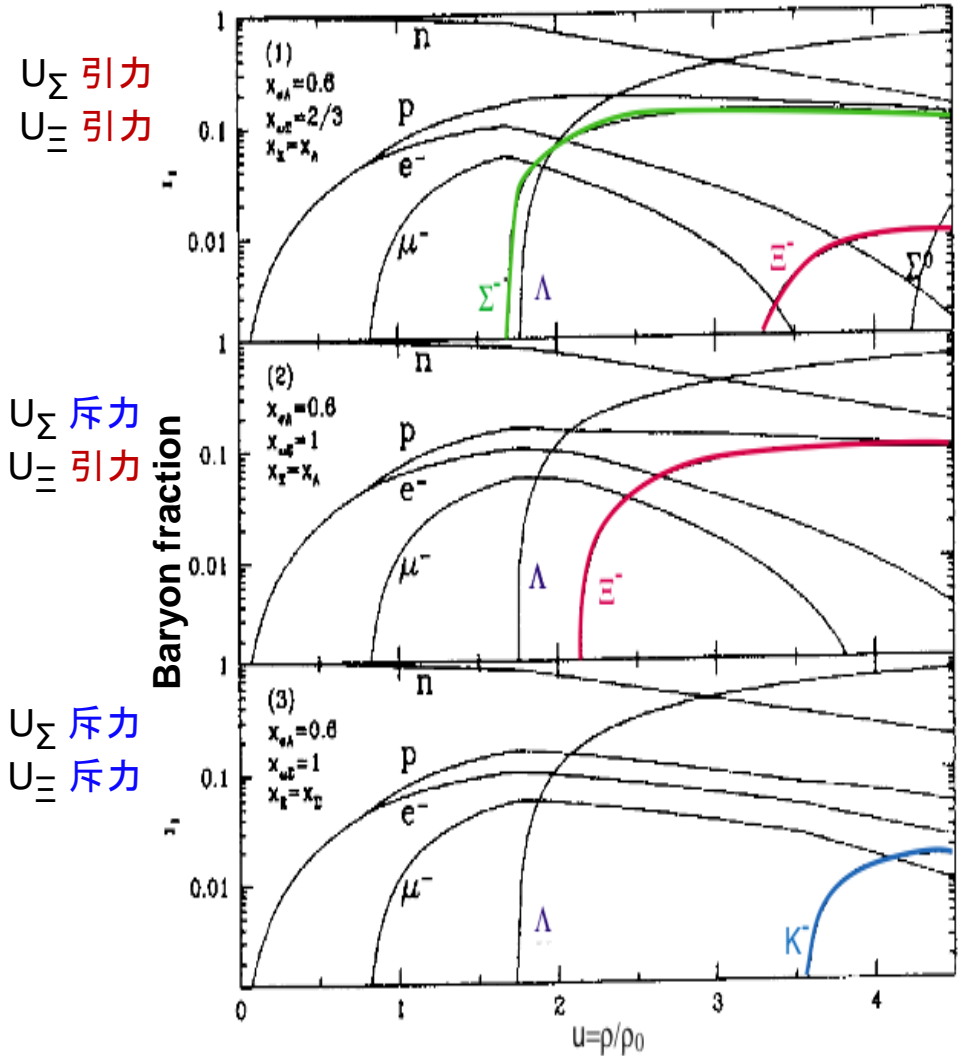 U_Σ 引力
U_Ξ 引力
1
n
(1)
x_σΛ=0.6
x_ωΣ=2/3
x_Ξ=x_Λ
p
0.1
e⁻
μ⁻
0.01
Σ⁻
Λ
Ξ⁻
Σ⁰
1
n
(2)
x_σΛ=0.6
x_ωΣ=1
x_Ξ=x_Λ
U_Σ 斥力
U_Ξ 引力
p
0.1
e⁻
Baryon fraction
μ⁻
0.01
Λ
Ξ⁻
1
n
(3)
x_σΛ=0.6
x_ωΣ=1
x_Ξ=x_Σ
U_Σ 斥力
U_Ξ 斥力
p
0.1
e⁻
μ⁻
0.01
Λ
K⁻
0 1 2 3 4
u=ρ/ρ₀